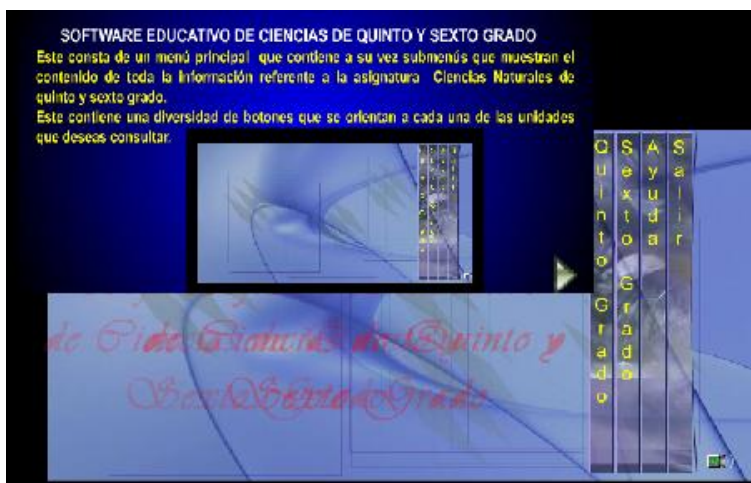 SOFTWARE EDUCATIVO DE CIENCIAS DE QUINTO Y SEXTO GRADO
Este consta de un menú principal que contiene a su vez submenús que muestran el
contenido de toda la información referente a la asignatura Ciencias Naturales de
quinto y sexto grado.
Este contiene una diversidad de botones que se orientan a cada una de las unidades
que deseas consultar.
Quinto Grado
Sexto Grado
Ayuda
Salir
de Quinto y
Grado